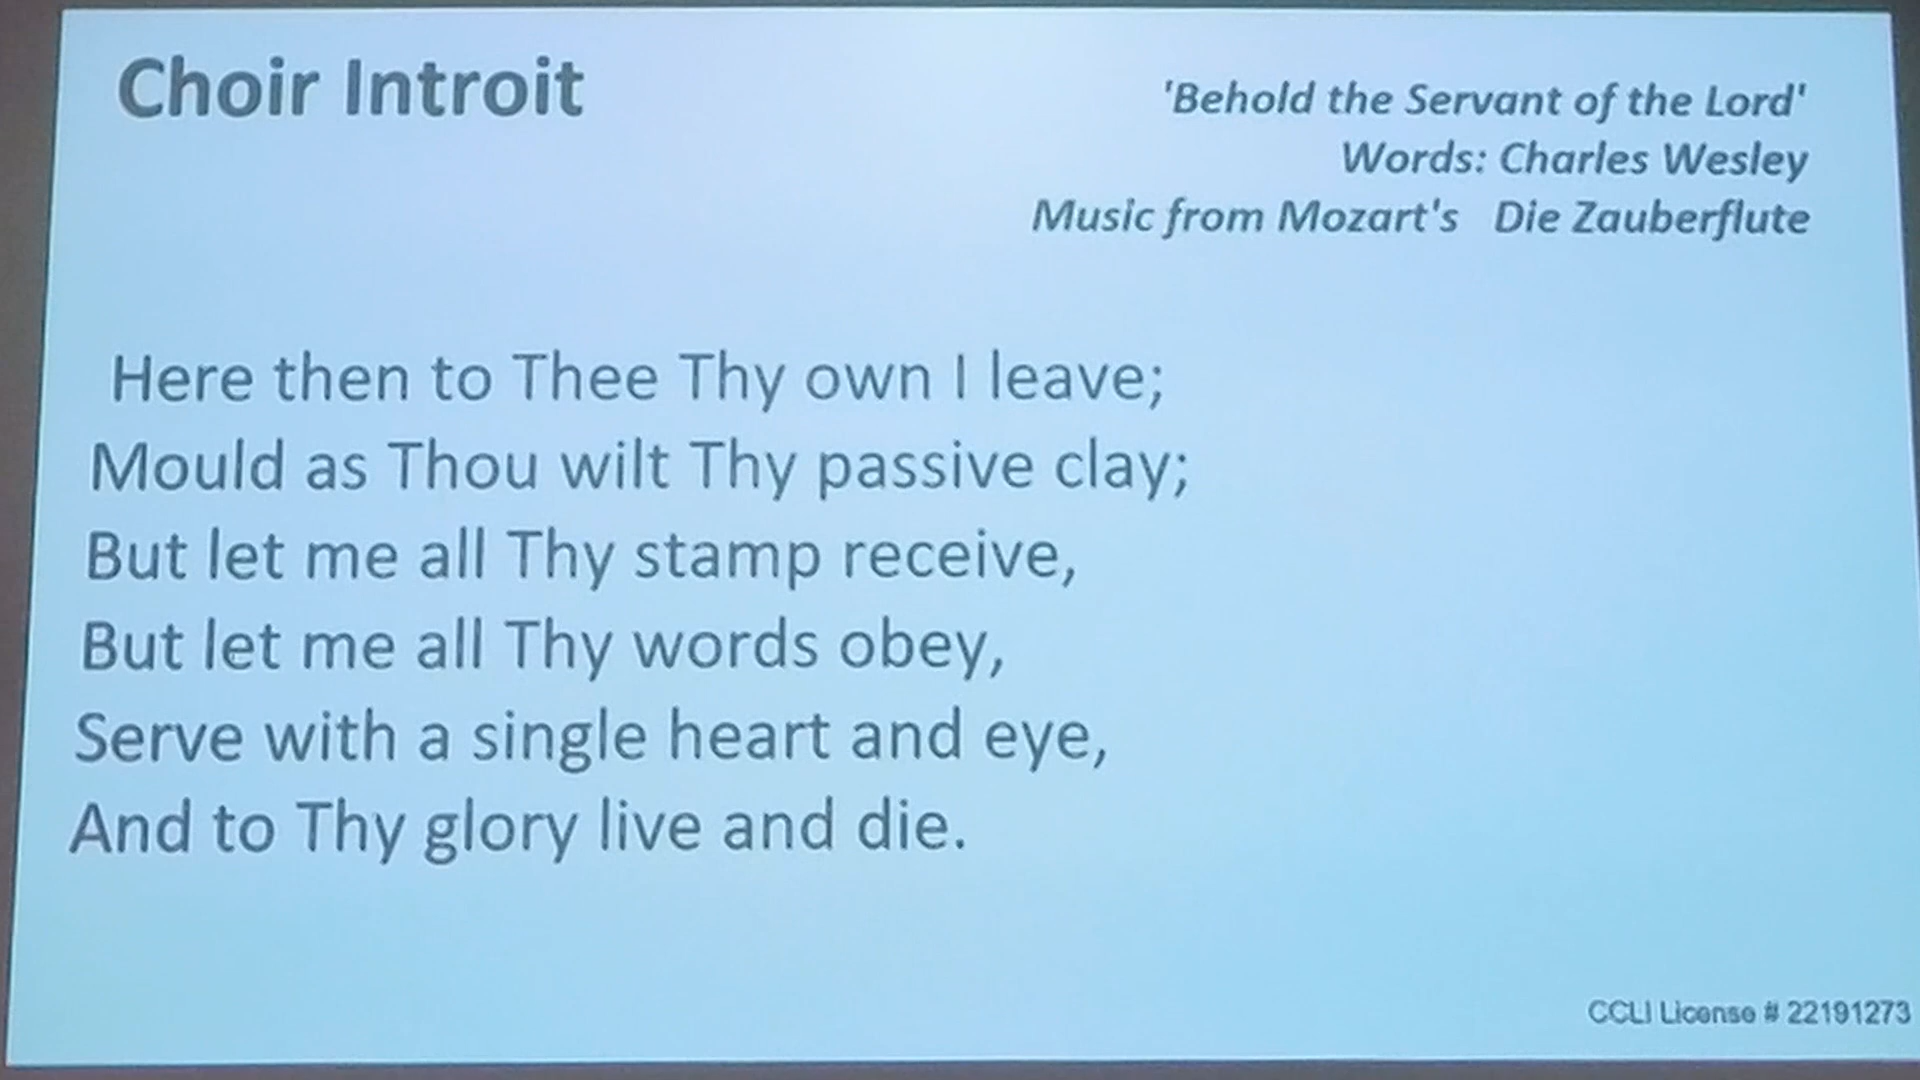 Choir Introit
'Behold the Servant of the Lord'
Words: Charles Wesley
Music from Mozart's Die Zauberflute
Here then to Thee Thy own I leave;
Mould as Thou wilt Thy passive clay;
But let me all Thy stamp receive,
But let me all Thy words obey,
Serve with a single heart and eye,
And to Thy glory live and die.
CCLI License # 22191273